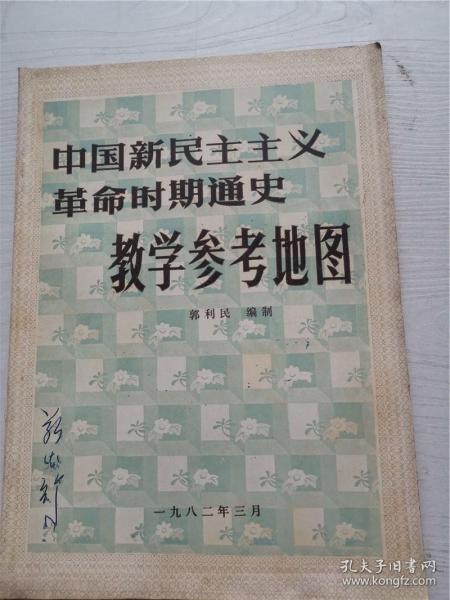 中国新民主主义
革命时期通史
教学参考地图
郭利民 编制
一九八二年三月
孔夫子旧书网
www.kongfz.com